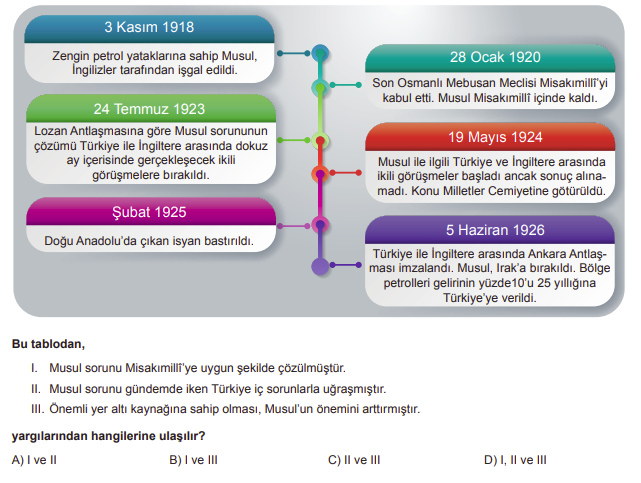 3 Kasım 1918
Zengin petrol yataklarına sahip Musul,
İngilizler tarafından işgal edildi.
28 Ocak 1920
Son Osmanlı Mebusan Meclisi Misakımillî'yi
kabul etti. Musul Misakımillî içinde kaldı.
24 Temmuz 1923
Lozan Antlaşmasına göre Musul sorununun
çözümü Türkiye ile İngiltere arasında dokuz
ay içerisinde gerçekleşecek ikili
görüşmelere bırakıldı.
19 Mayıs 1924
Musul ile ilgili Türkiye ve İngiltere arasında
ikili görüşmeler başladı ancak sonuç alına-
madı. Konu Milletler Cemiyetine götürüldü.
Şubat 1925
Doğu Anadolu'da çıkan isyan bastırıldı.
5 Haziran 1926
Türkiye ile İngiltere arasında Ankara Antlaş-
ması imzalandı. Musul, Irak'a bırakıldı. Bölge
petrolleri gelirinin yüzde10'u 25 yıllığına
Türkiye'ye verildi.
Bu tablodan,
I. Musul sorunu Misakımillî'ye uygun şekilde çözülmüştür.
II. Musul sorunu gündemde iken Türkiye iç sorunlarla uğraşmıştır.
III. Önemli yer altı kaynağına sahip olması, Musul'un önemini arttırmıştır.
yargılarından hangilerine ulaşılır?
A) I ve II B) I ve III C) II ve III D) I, II ve III